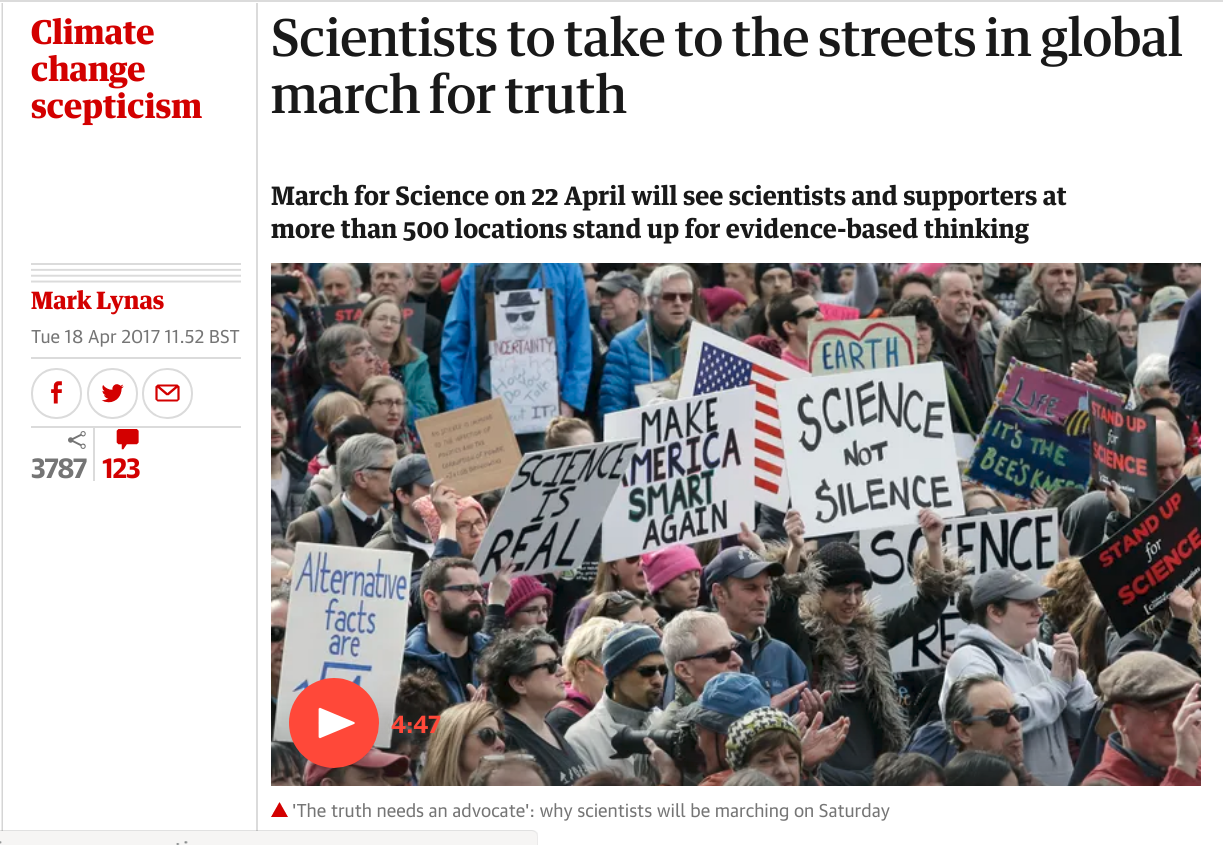 Climate
change
scepticism
Scientists to take to the streets in global
march for truth
March for Science on 22 April will see scientists and supporters at
more than 500 locations stand up for evidence-based thinking
Mark Lynas
Tue 18 Apr 2017 11.52 BST
3787 123
UNCERTAINTY
IT?
EARTH
LIFE
IT'S THE
BEE'S
STAND UP
for
SCIENCE
SCIENCE
NOT
SILENCE
MAKE
MERICA
SMART
AGAIN
SCIENCE
IS
REAL
SCIENCE
RE
STAND UP
for
SCIENCE
Alternative
facts
are
4:47
'The truth needs an advocate': why scientists will be marching on Saturday